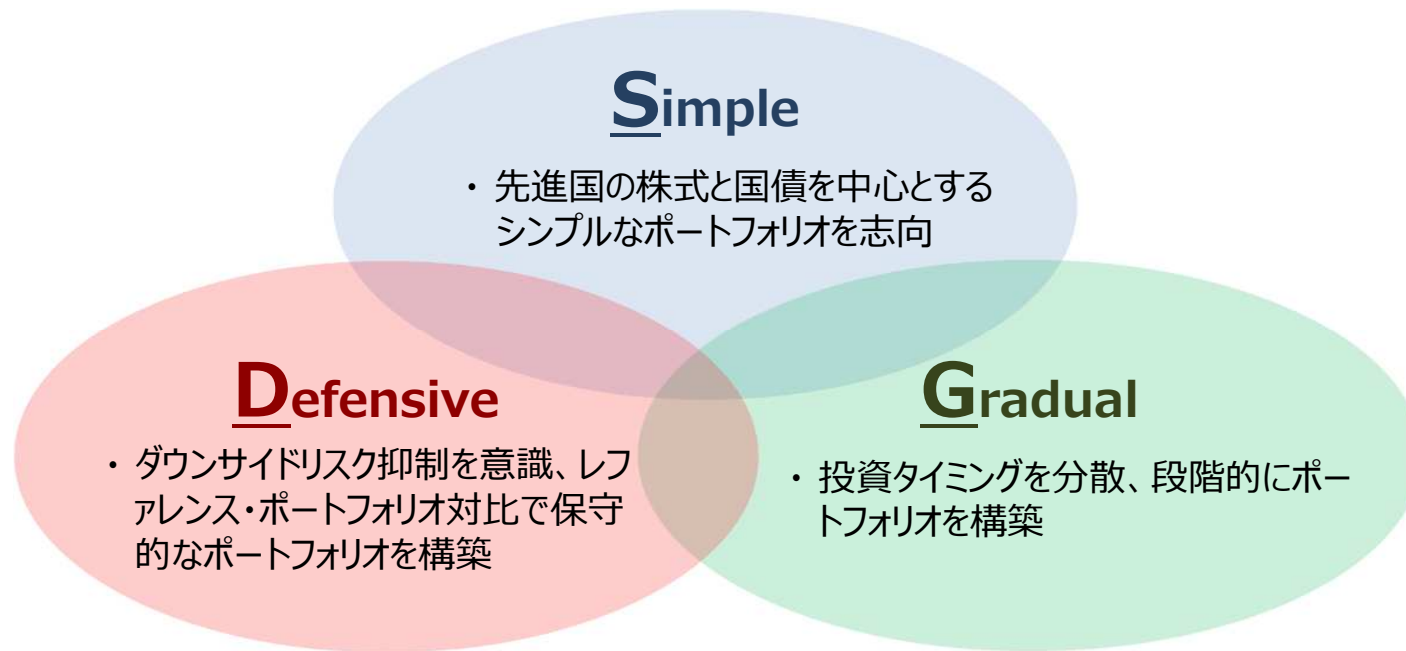 Simple
・ 先進国の株式と国債を中心とする
シンプルなポートフォリオを志向
Defensive
・ ダウンサイドリスク抑制を意識、レフ
ァレンス・ポートフォリオ対比で保守
的なポートフォリオを構築
Gradual
・ 投資タイミングを分散、段階的にポー
トフォリオを構築